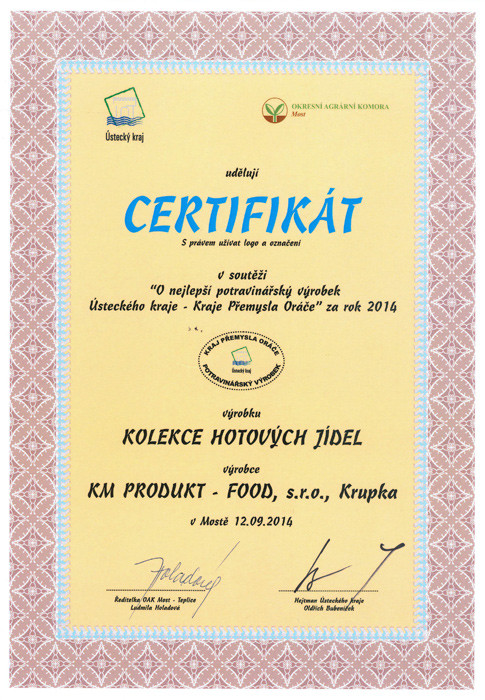 Ústecký kraj
OKRESNÍ AGRÁRNÍ KOMORA
Most
udělují
CERTIFIKÁT
S právem užívat logo a označení
v soutěži
"O nejlepší potravinářský výrobek
Ústeckého kraje - Kraje Přemysla Oráče" za rok 2014
KRAJ PŘEMYSLA ORÁČE
Ústecký kraj
POTRAVINÁŘSKÝ VÝROBEK
výrobku
KOLEKCE HOTOVÝCH JÍDEL
výrobce
KM PRODUKT - FOOD, s.r.o., Krupka
v Mostě 12.09.2014
Ředitelka OAK Most - Teplice
Ludmila Holadová
Hejtman Ústeckého Kraje
Oldřich Bubeníček